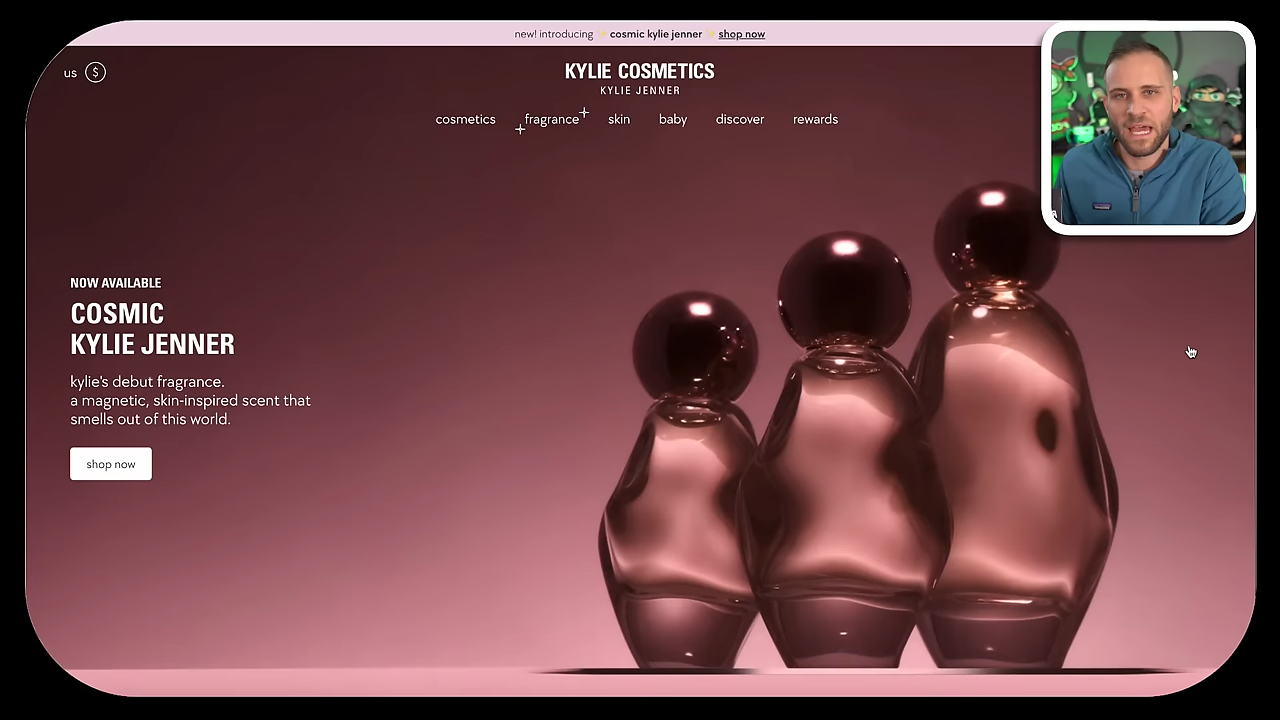 new! introducing ✨ cosmic kylie jenner ✨ shop now
us $
KYLIE COSMETICS
KYLIE JENNER
cosmetics fragrance skin baby discover rewards
NOW AVAILABLE
COSMIC
KYLIE JENNER
kylie's debut fragrance.
a magnetic, skin-inspired scent that
smells out of this world.
shop now